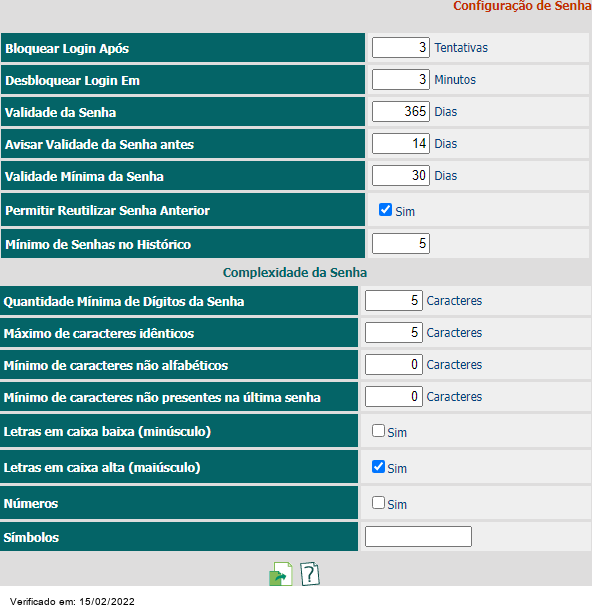 Configuração de Senha
Bloquear Login Após 3 Tentativas
Desbloquear Login Em 3 Minutos
Validade da Senha 365 Dias
Avisar Validade da Senha antes 14 Dias
Validade Mínima da Senha 30 Dias
Permitir Reutilizar Senha Anterior Sim
Mínimo de Senhas no Histórico 5
Complexidade da Senha
Quantidade Mínima de Dígitos da Senha 5 Caracteres
Máximo de caracteres idênticos 5 Caracteres
Mínimo de caracteres não alfabéticos 0 Caracteres
Mínimo de caracteres não presentes na última senha 0 Caracteres
Letras em caixa baixa (minúsculo) Sim
Letras em caixa alta (maiúsculo) Sim
Números Sim
Símbolos
?
Verificado em: 15/02/2022